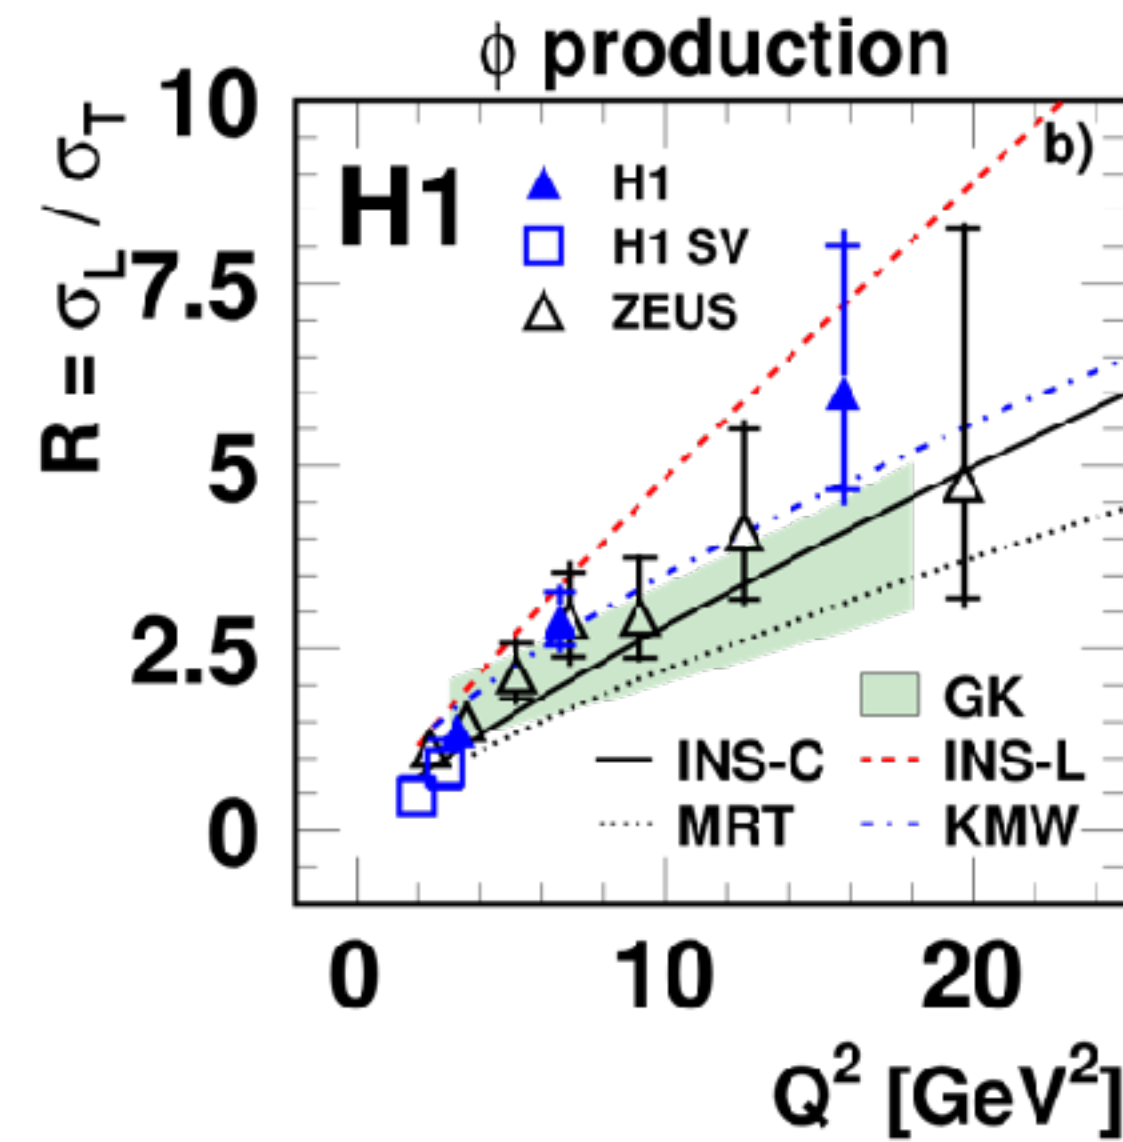 ϕ production
10
7.5
5
2.5
0
R = σL / σT
b)
H1
H1
H1 SV
ZEUS
GK
INS-C
INS-L
MRT
KMW
0 10 20
Q² [GeV²]